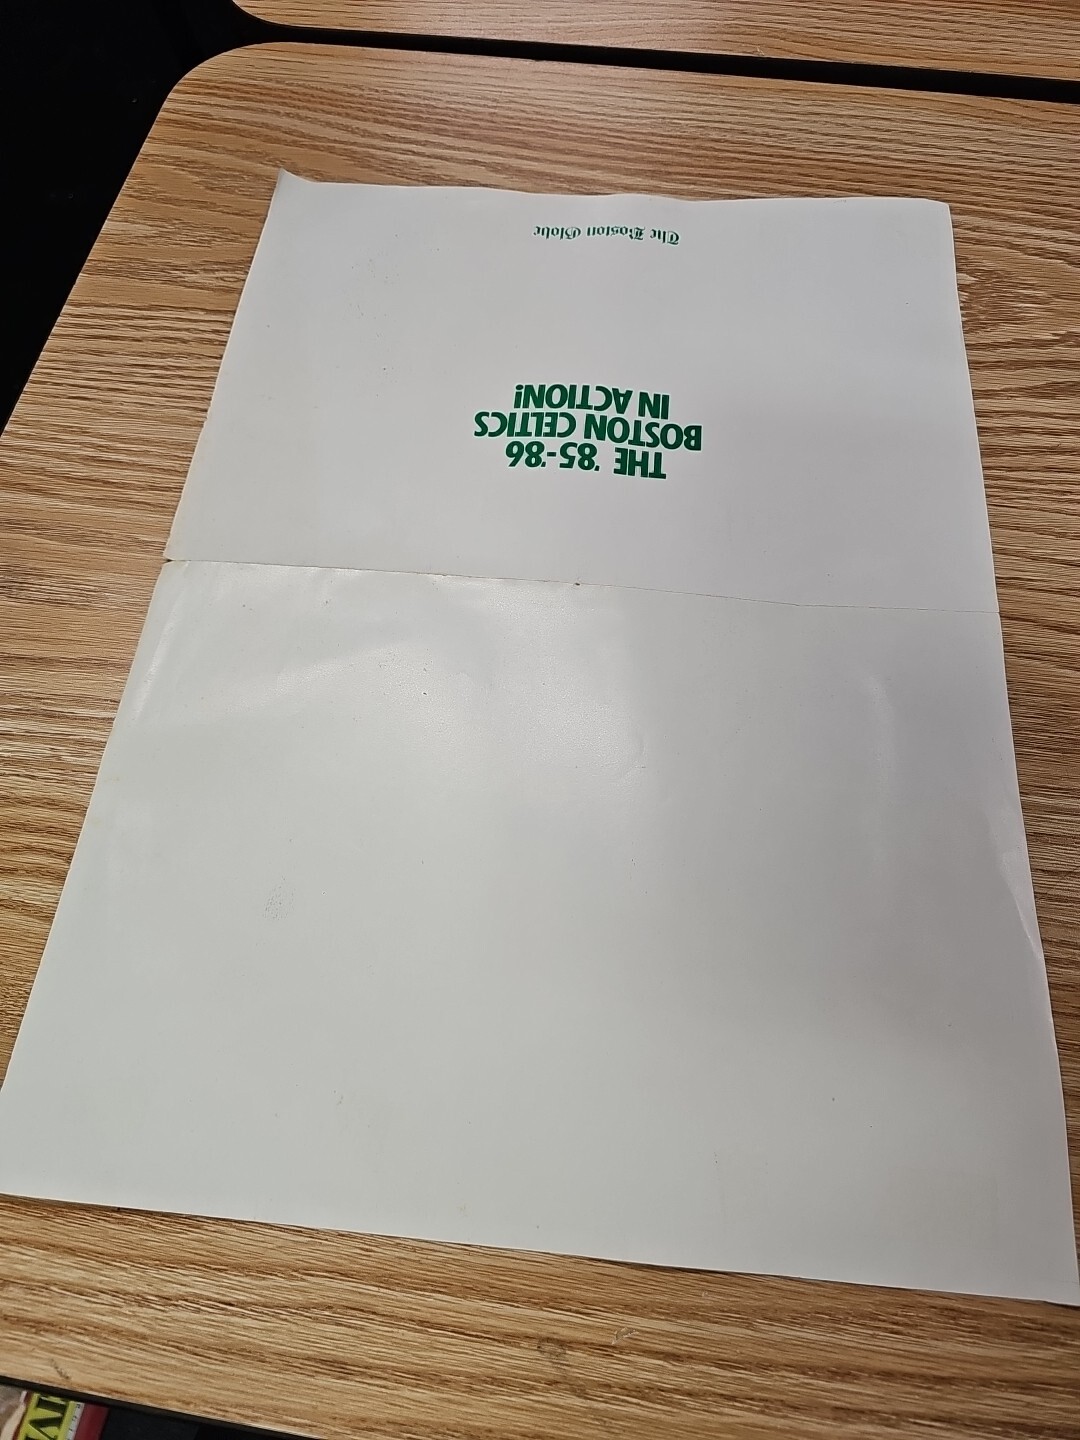 THE '85-'86
BOSTON CELTICS
IN ACTION!
The Boston Globe